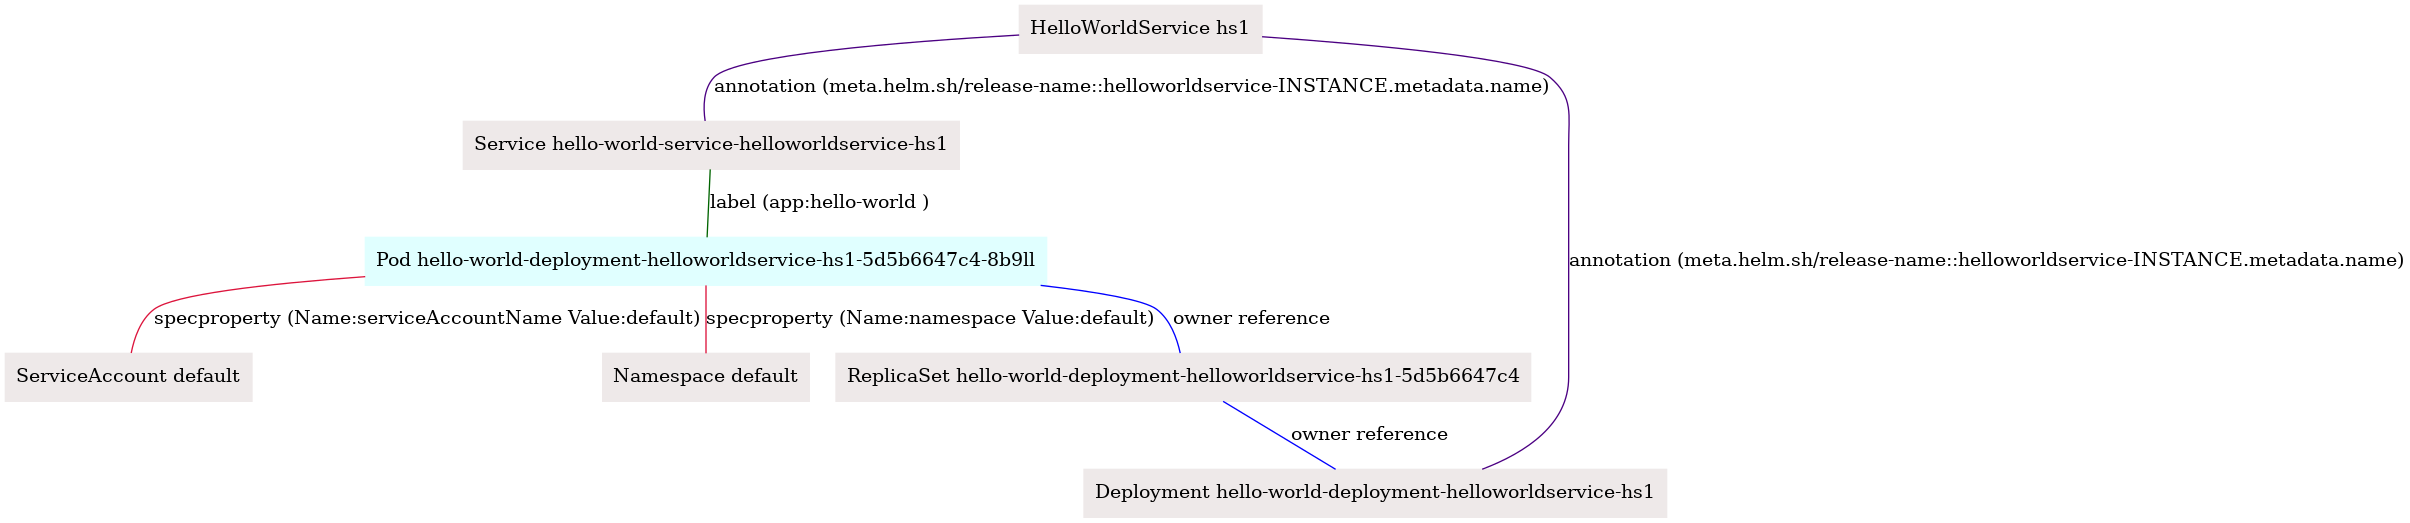 HelloWorldService hs1
annotation (meta.helm.sh/release-name::helloworldservice-INSTANCE.metadata.name)
Service hello-world-service-helloworldservice-hs1
label (app:hello-world )
Pod hello-world-deployment-helloworldservice-hs1-5d5b6647c4-8b9ll
annotation (meta.helm.sh/release-name::helloworldservice-INSTANCE.metadata.name)
specproperty (Name:serviceAccountName Value:default)
specproperty (Name:namespace Value:default)
owner reference
ServiceAccount default
Namespace default
ReplicaSet hello-world-deployment-helloworldservice-hs1-5d5b6647c4
owner reference
Deployment hello-world-deployment-helloworldservice-hs1